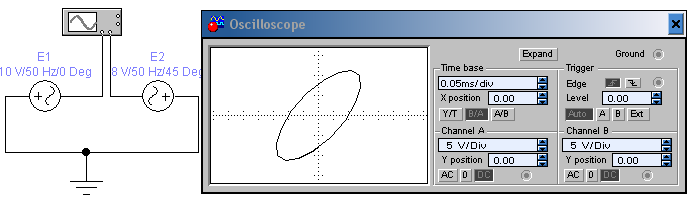 Oscilloscope
E1
10 V/50 Hz/0 Deg
E2
8 V/50 Hz/45 Deg
Expand
Ground
Time base
0.05ms/div
X position 0.00
Y/T B/A A/B
Trigger
Edge
Level 0.00
Auto A B Ext
Channel A
5 V/Div
Y position 0.00
AC 0 DC
Channel B
5 V/Div
Y position 0.00
AC 0 DC